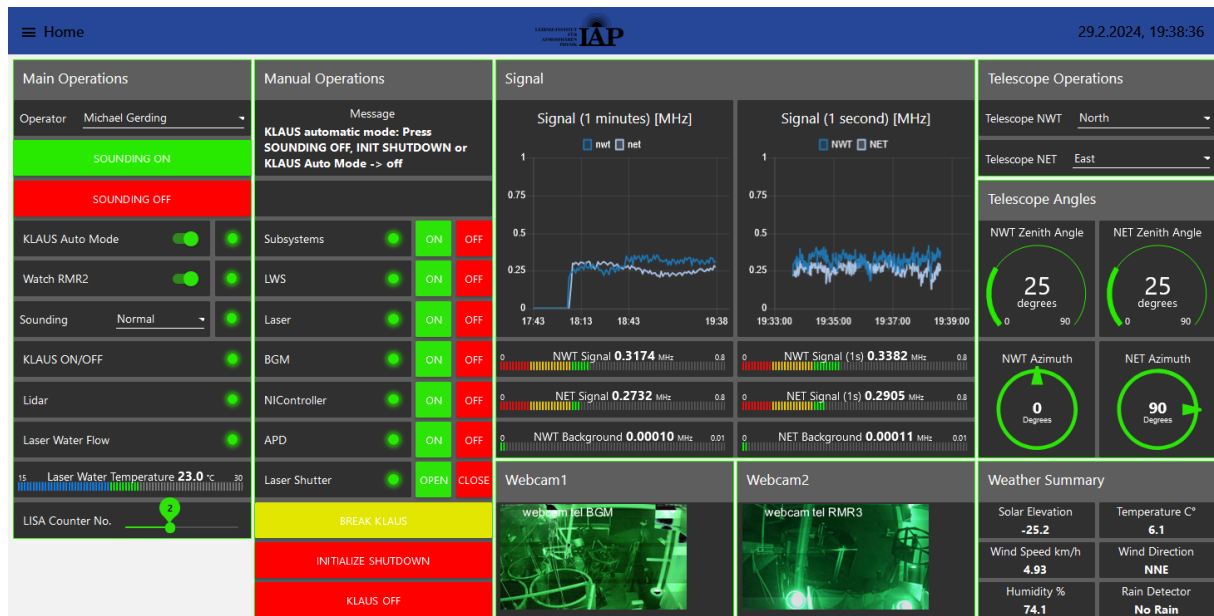 Home
LEIBNIZ-INSTITUT
FÜR
ATMOSPHÄREN
PHYSIK
IAP
29.2.2024, 19:38:36
Main Operations
Operator Michael Gerding
SOUNDING ON
SOUNDING OFF
KLAUS Auto Mode
Watch RMR2
Sounding Normal
KLAUS ON/OFF
Lidar
Laser Water Flow
15 Laser Water Temperature 23.0 °C 30
2
LISA Counter No.
Manual Operations
Message
KLAUS automatic mode: Press
SOUNDING OFF, INIT SHUTDOWN or
KLAUS Auto Mode -> off
Subsystems ON OFF
LWS ON OFF
Laser ON OFF
BGM ON OFF
NIController ON OFF
APD ON OFF
Laser Shutter OPEN CLOSE
BREAK KLAUS
INITIALIZE SHUTDOWN
KLAUS OFF
Signal
Signal (1 minutes) [MHz]
nwt net
1
0.75
0.5
0.25
0
17:43 18:13 18:43 19:38
Signal (1 second) [MHz]
NWT NET
1
0.75
0.5
0.25
0
19:33:00 19:35:00 19:37:00 19:39:00
0 NWT Signal 0.3174 MHz 0.8
0 NWT Signal (1s) 0.3382 MHz 0.8
0 NET Signal 0.2732 MHz 0.8
0 NET Signal (1s) 0.2905 MHz 0.8
0 NWT Background 0.00010 MHz 0.01
0 NET Background 0.00011 MHz 0.01
Webcam1
webcam tel BGM
Webcam2
webcam tel RMR3
Telescope Operations
Telescope NWT North
Telescope NET East
Telescope Angles
NWT Zenith Angle
25
degrees
0 90
NET Zenith Angle
25
degrees
0 90
NWT Azimuth
0
Degrees
NET Azimuth
90
Degrees
Weather Summary
Solar Elevation
-25.2
Temperature C°
6.1
Wind Speed km/h
4.93
Wind Direction
NNE
Humidity %
74.1
Rain Detector
No Rain